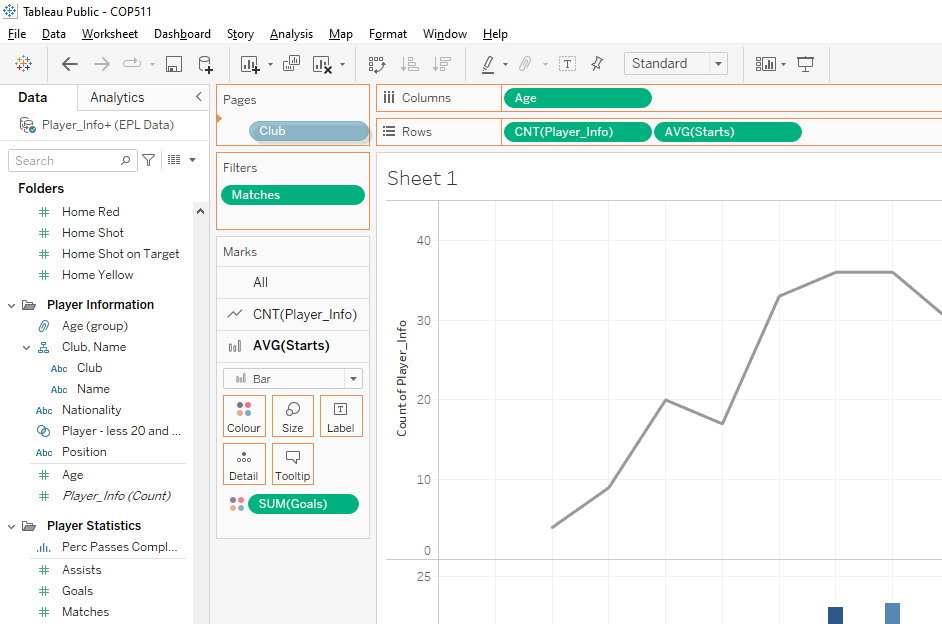 Tableau Public - COP511
File Data Worksheet Dashboard Story Analysis Map Format Window Help
Standard
Data Analytics
Player_Info+ (EPL Data)
Search
Folders
Home Red
Home Shot
Home Shot on Target
Home Yellow
Player Information
Age (group)
Club, Name
Abc Club
Abc Name
Abc Nationality
Player - less 20 and ...
Abc Position
Age
Player_Info (Count)
Player Statistics
Perc Passes Compl...
Assists
Goals
Matches
Pages
Club
Filters
Matches
Marks
All
CNT(Player_Info)
AVG(Starts)
Bar
Colour Size Label
Detail Tooltip
SUM(Goals)
Columns Age
Rows CNT(Player_Info) AVG(Starts)
Sheet 1
Count of Player_Info
40
30
20
10
0
25